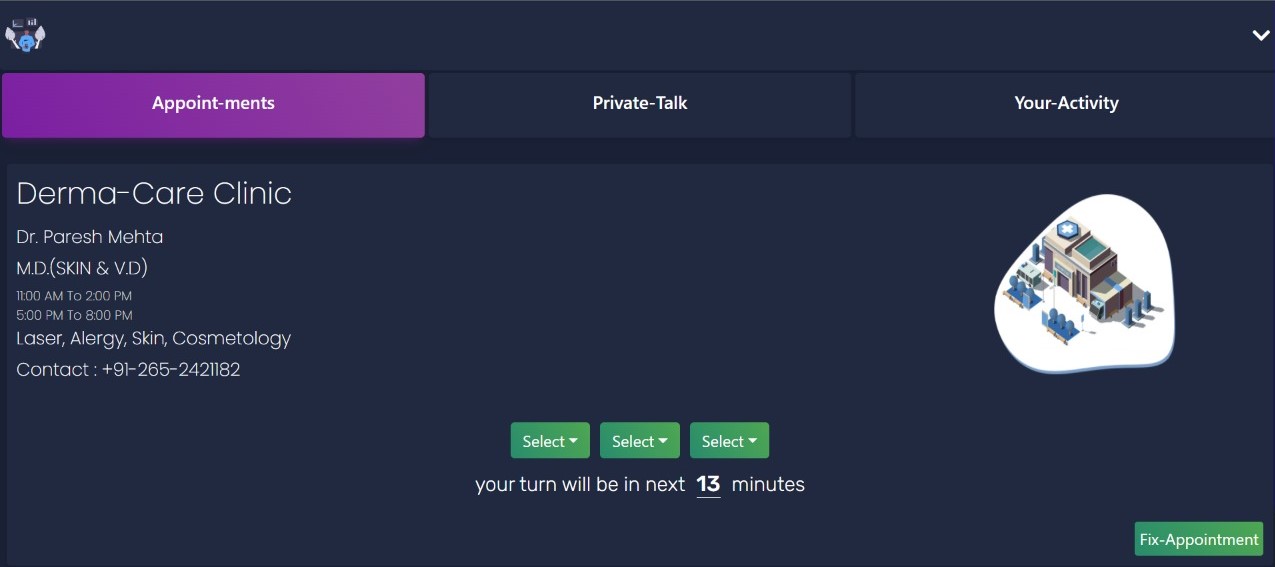 Appoint-ments Private-Talk Your-Activity
Derma-Care Clinic
Dr. Paresh Mehta
M.D.(SKIN & V.D)
11:00 AM To 2:00 PM
5:00 PM To 8:00 PM
Laser, Alergy, Skin, Cosmetology
Contact : +91-265-2421182
Select Select Select
your turn will be in next 13 minutes
Fix-Appointment